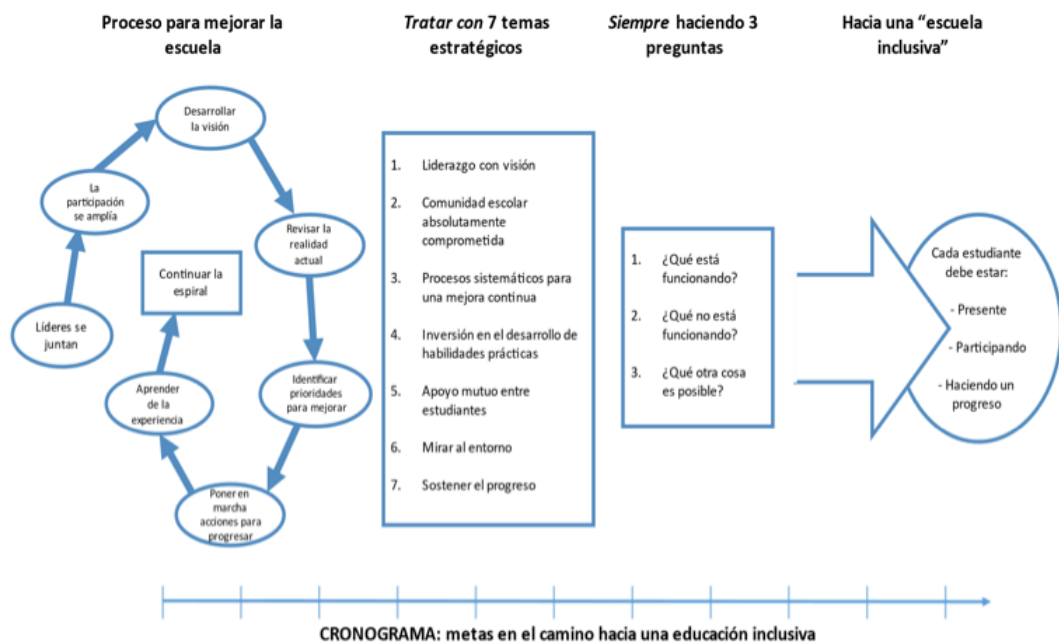 Proceso para mejorar la
escuela
Tratar con 7 temas
estratégicos
Siempre haciendo 3
preguntas
Hacia una “escuela
inclusiva”
Desarrollar
la visión
La
participación
se amplía
Revisar la
realidad
actual
Continuar la
espiral
Líderes se
juntan
Aprender
de la
experiencia
Identificar
prioridades
para mejorar
Poner en
marcha
acciones para
progresar
1. Liderazgo con visión
2. Comunidad escolar
absolutamente
comprometida
3. Procesos sistemáticos para
una mejora continua
4. Inversión en el desarrollo de
habilidades prácticas
5. Apoyo mutuo entre
estudiantes
6. Mirar al entorno
7. Sostener el progreso
1. ¿Qué está
funcionando?
2. ¿Qué no está
funcionando?
3. ¿Qué otra cosa
es posible?
Cada estudiante
debe estar:
- Presente
- Participando
- Haciendo un
progreso
CRONOGRAMA: metas en el camino hacia una educación inclusiva